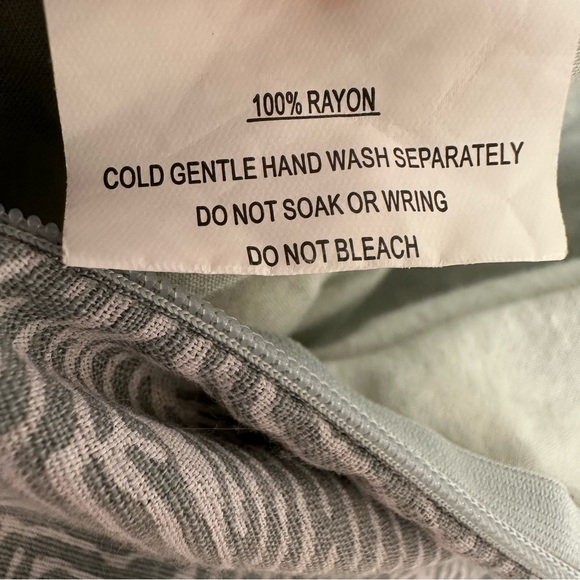 100% RAYON
COLD GENTLE HAND WASH SEPARATELY
DO NOT SOAK OR WRING
DO NOT BLEACH